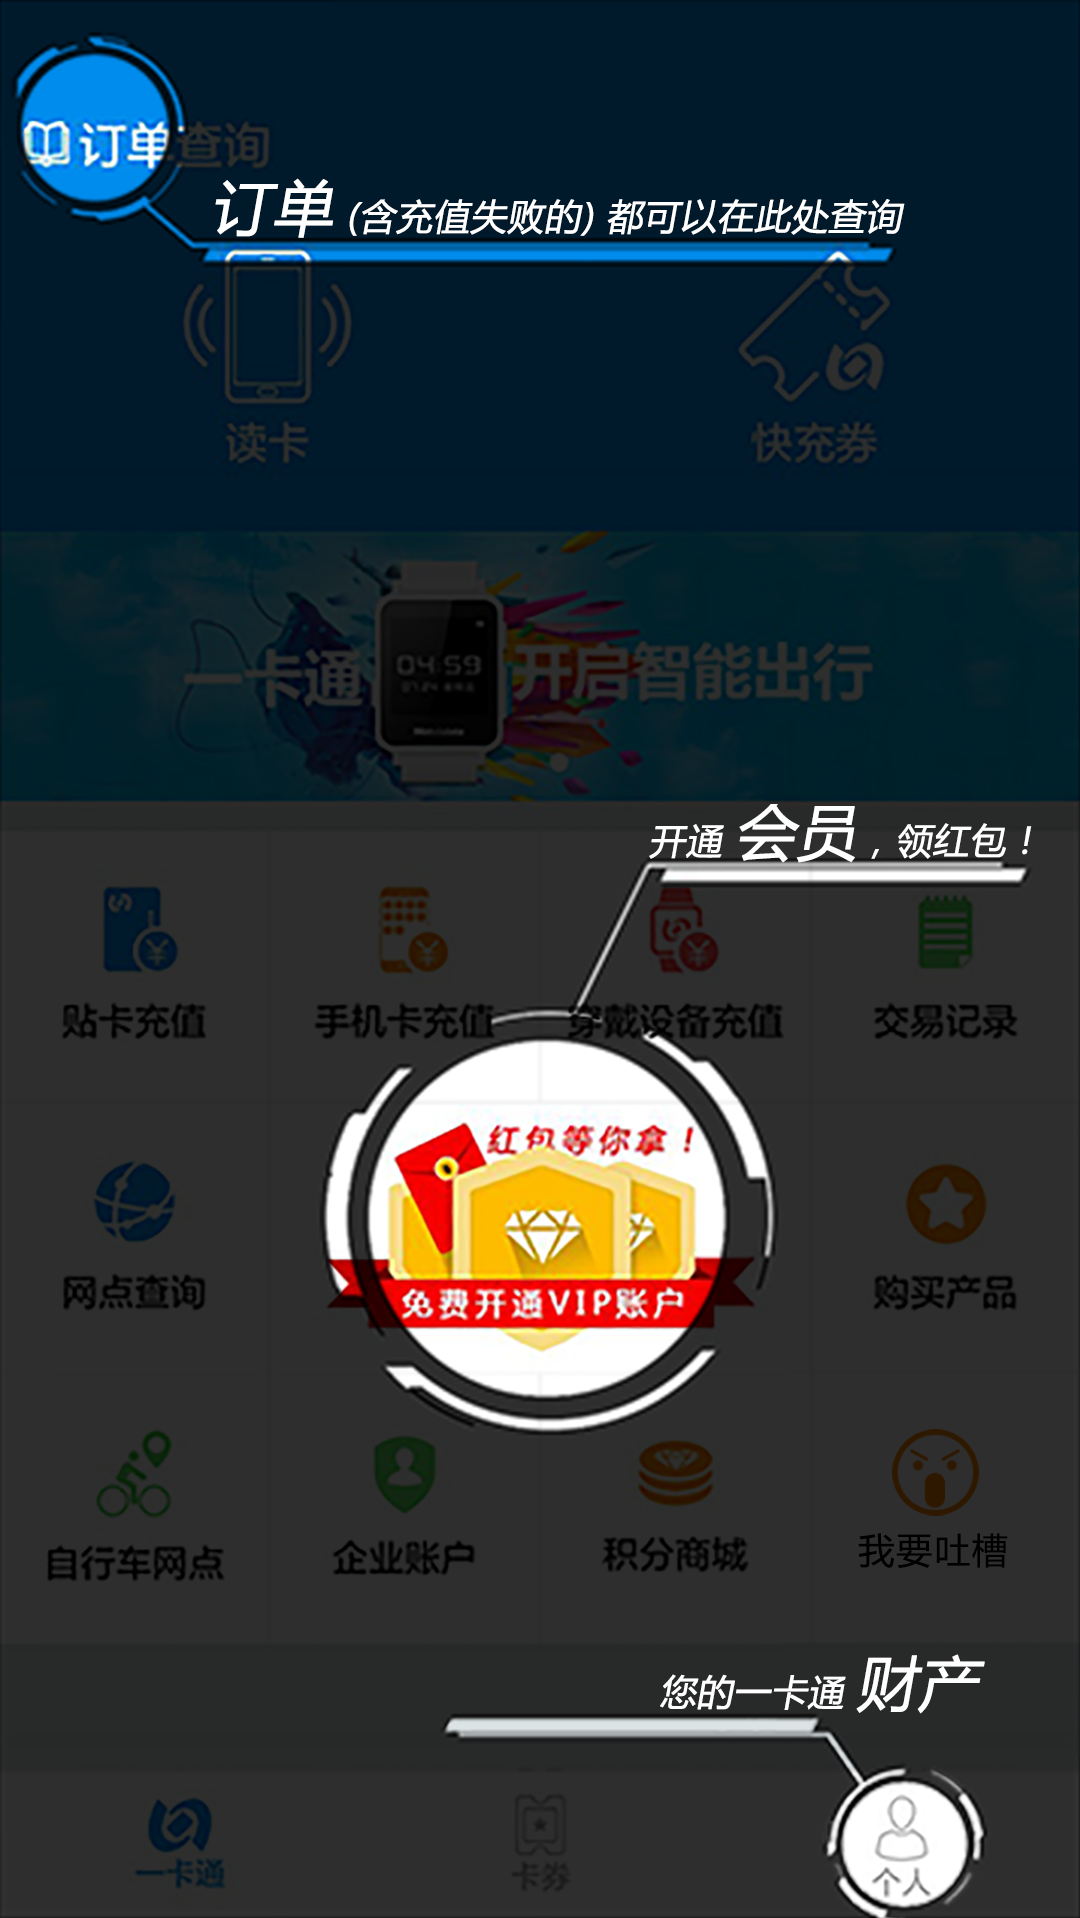 订单查询
订单(含充值失败的)都可以在此处查询
读卡
快充券
一卡通
开启智能出行
04:59
开通会员，领红包！
贴卡充值
手机卡充值
穿戴设备充值
交易记录
红包等你拿！
免费开通VIP账户
网点查询
购买产品
自行车网点
企业账户
积分商城
我要吐槽
您的一卡通财产
一卡通
卡券
个人